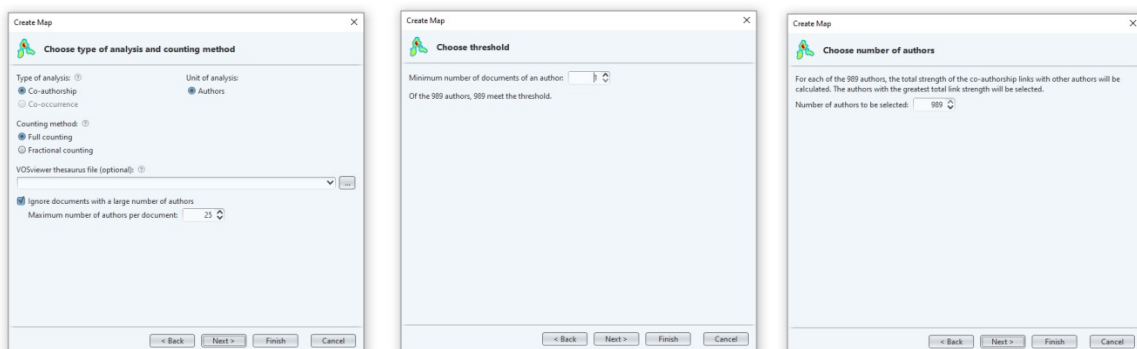 Create Map
Choose type of analysis and counting method
Type of analysis:
Unit of analysis:
Co-authorship
Authors
Co-occurrence
Counting method:
Full counting
Fractional counting
VOSviewer thesaurus file (optional):
...
Ignore documents with a large number of authors
Maximum number of authors per document: 25
< Back Next > Finish Cancel
Create Map
Choose threshold
Minimum number of documents of an author: 1
Of the 989 authors, 989 meet the threshold.
< Back Next > Finish Cancel
Create Map
Choose number of authors
For each of the 989 authors, the total strength of the co-authorship links with other authors will be
calculated. The authors with the greatest total link strength will be selected.
Number of authors to be selected: 989
< Back Next > Finish Cancel